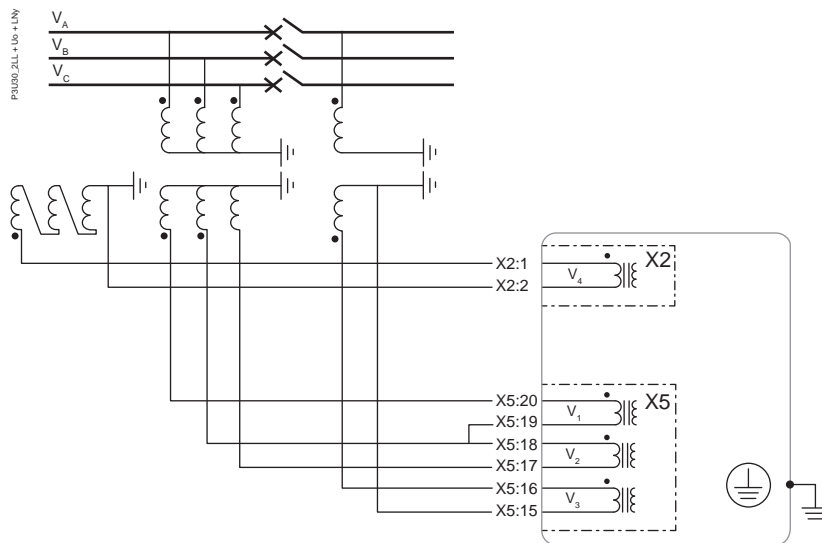 P3U30_2LL + Uo + LNy
VA
VB
VC
X2:1
X2:2
V4
X2
X5:20
X5:19
X5:18
X5:17
X5:16
X5:15
V1
V2
V3
X5